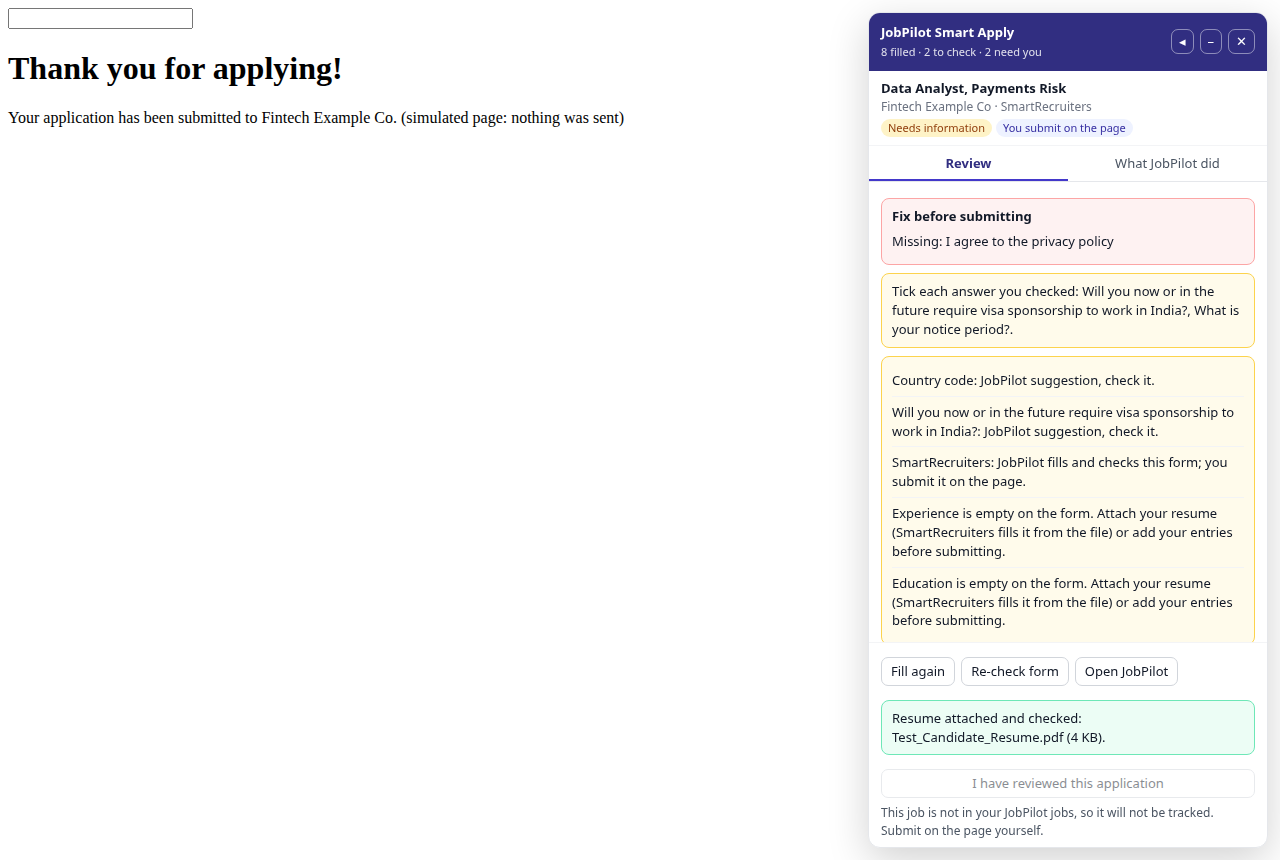 Thank you for applying!
Your application has been submitted to Fintech Example Co. (simulated page: nothing was sent)
JobPilot Smart Apply
8 filled · 2 to check · 2 need you
Data Analyst, Payments Risk
Fintech Example Co · SmartRecruiters
Needs information
You submit on the page
Review
What JobPilot did
Fix before submitting
Missing: I agree to the privacy policy
Tick each answer you checked: Will you now or in the
future require visa sponsorship to work in India?, What is
your notice period?.
Country code: JobPilot suggestion, check it.
Will you now or in the future require visa sponsorship to
work in India?: JobPilot suggestion, check it.
SmartRecruiters: JobPilot fills and checks this form; you
submit it on the page.
Experience is empty on the form. Attach your resume
(SmartRecruiters fills it from the file) or add your entries
before submitting.
Education is empty on the form. Attach your resume
(SmartRecruiters fills it from the file) or add your entries
before submitting.
Fill again
Re-check form
Open JobPilot
Resume attached and checked:
Test_Candidate_Resume.pdf (4 KB).
I have reviewed this application
This job is not in your JobPilot jobs, so it will not be tracked.
Submit on the page yourself.